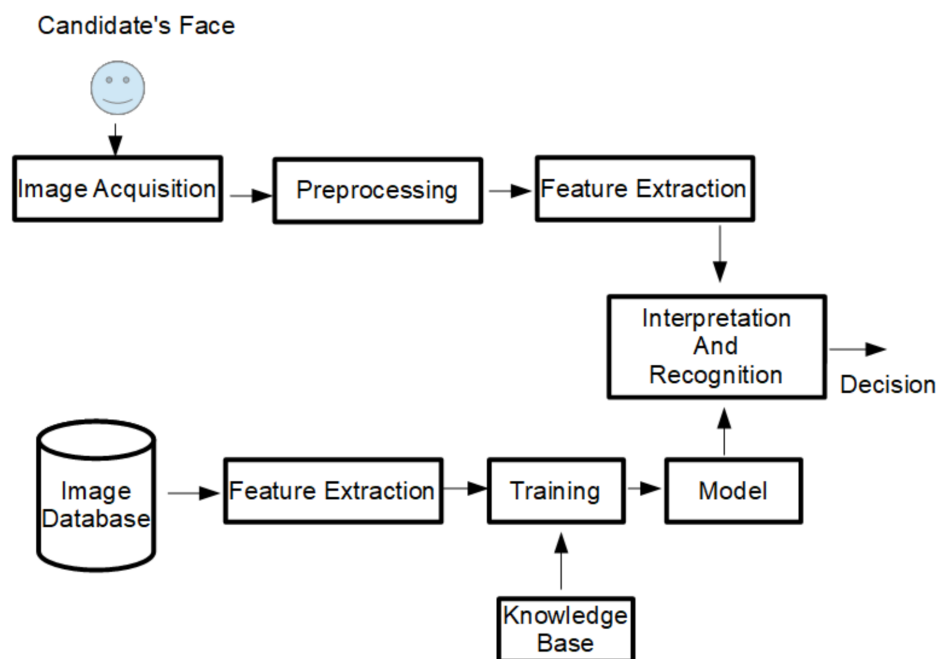 Candidate's Face
Image Acquisition
Preprocessing
Feature Extraction
Interpretation
And
Recognition
Decision
Image
Database
Feature Extraction
Training
Model
Knowledge
Base